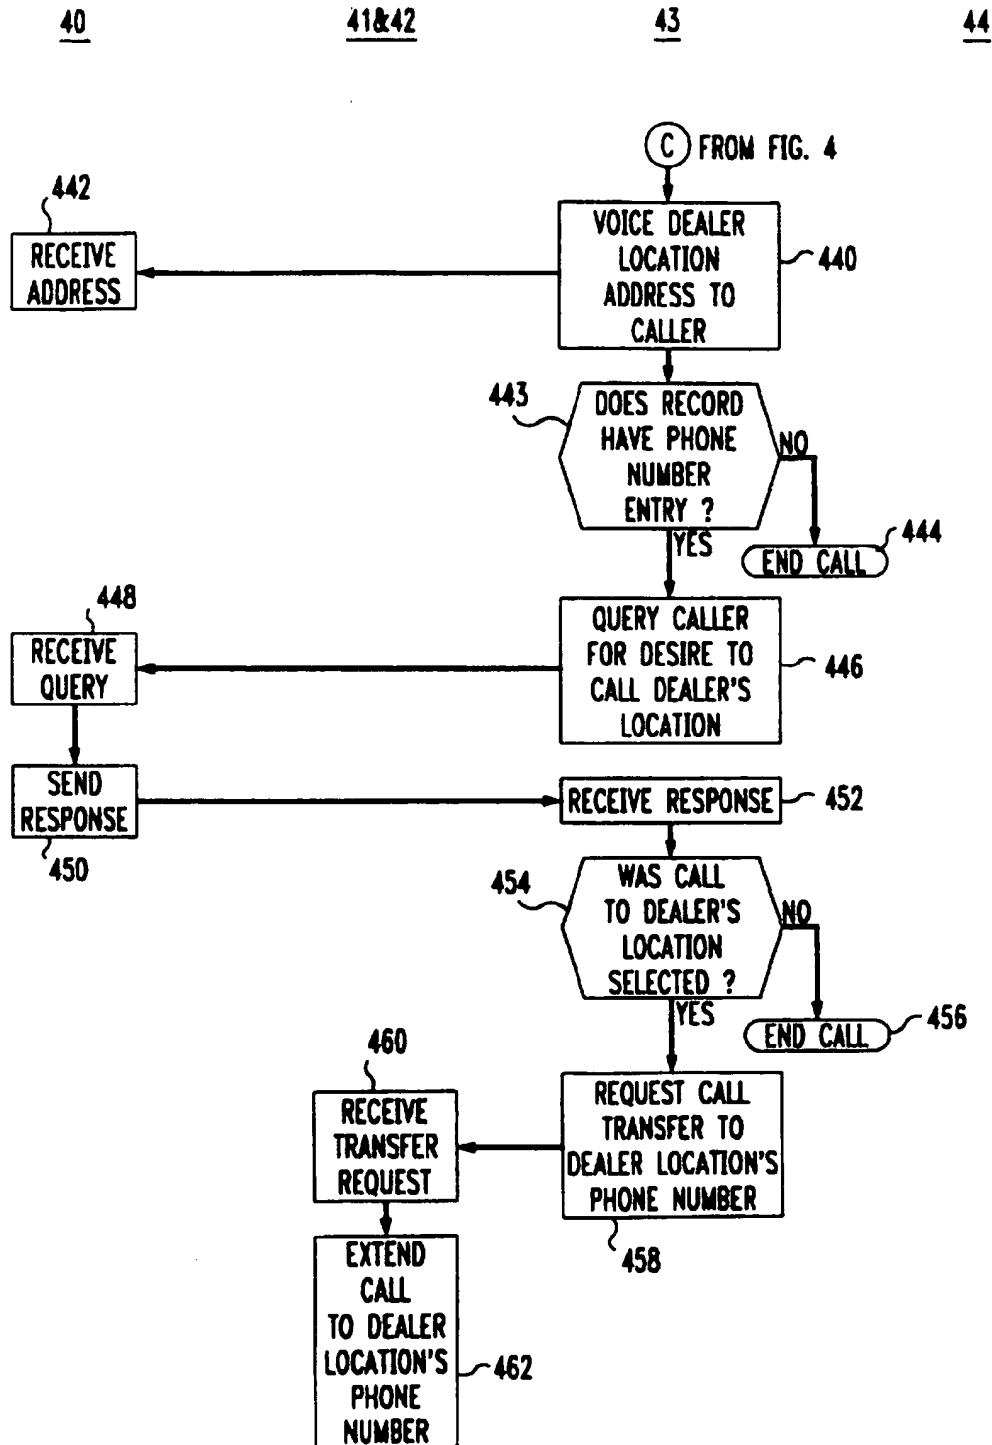 40 41&42 43 44
C FROM FIG. 4
442
RECEIVE
ADDRESS
VOICE DEALER
LOCATION
ADDRESS TO
CALLER
440
443
DOES RECORD
HAVE PHONE
NUMBER
ENTRY ?
NO
YES
444
END CALL
448
RECEIVE
QUERY
QUERY CALLER
FOR DESIRE TO
CALL DEALER'S
LOCATION
446
SEND
RESPONSE
450
RECEIVE RESPONSE
452
454
WAS CALL
TO DEALER'S
LOCATION
SELECTED ?
NO
YES
456
END CALL
460
RECEIVE
TRANSFER
REQUEST
REQUEST CALL
TRANSFER TO
DEALER LOCATION'S
PHONE NUMBER
458
EXTEND
CALL
TO DEALER
LOCATION'S
PHONE
NUMBER
462